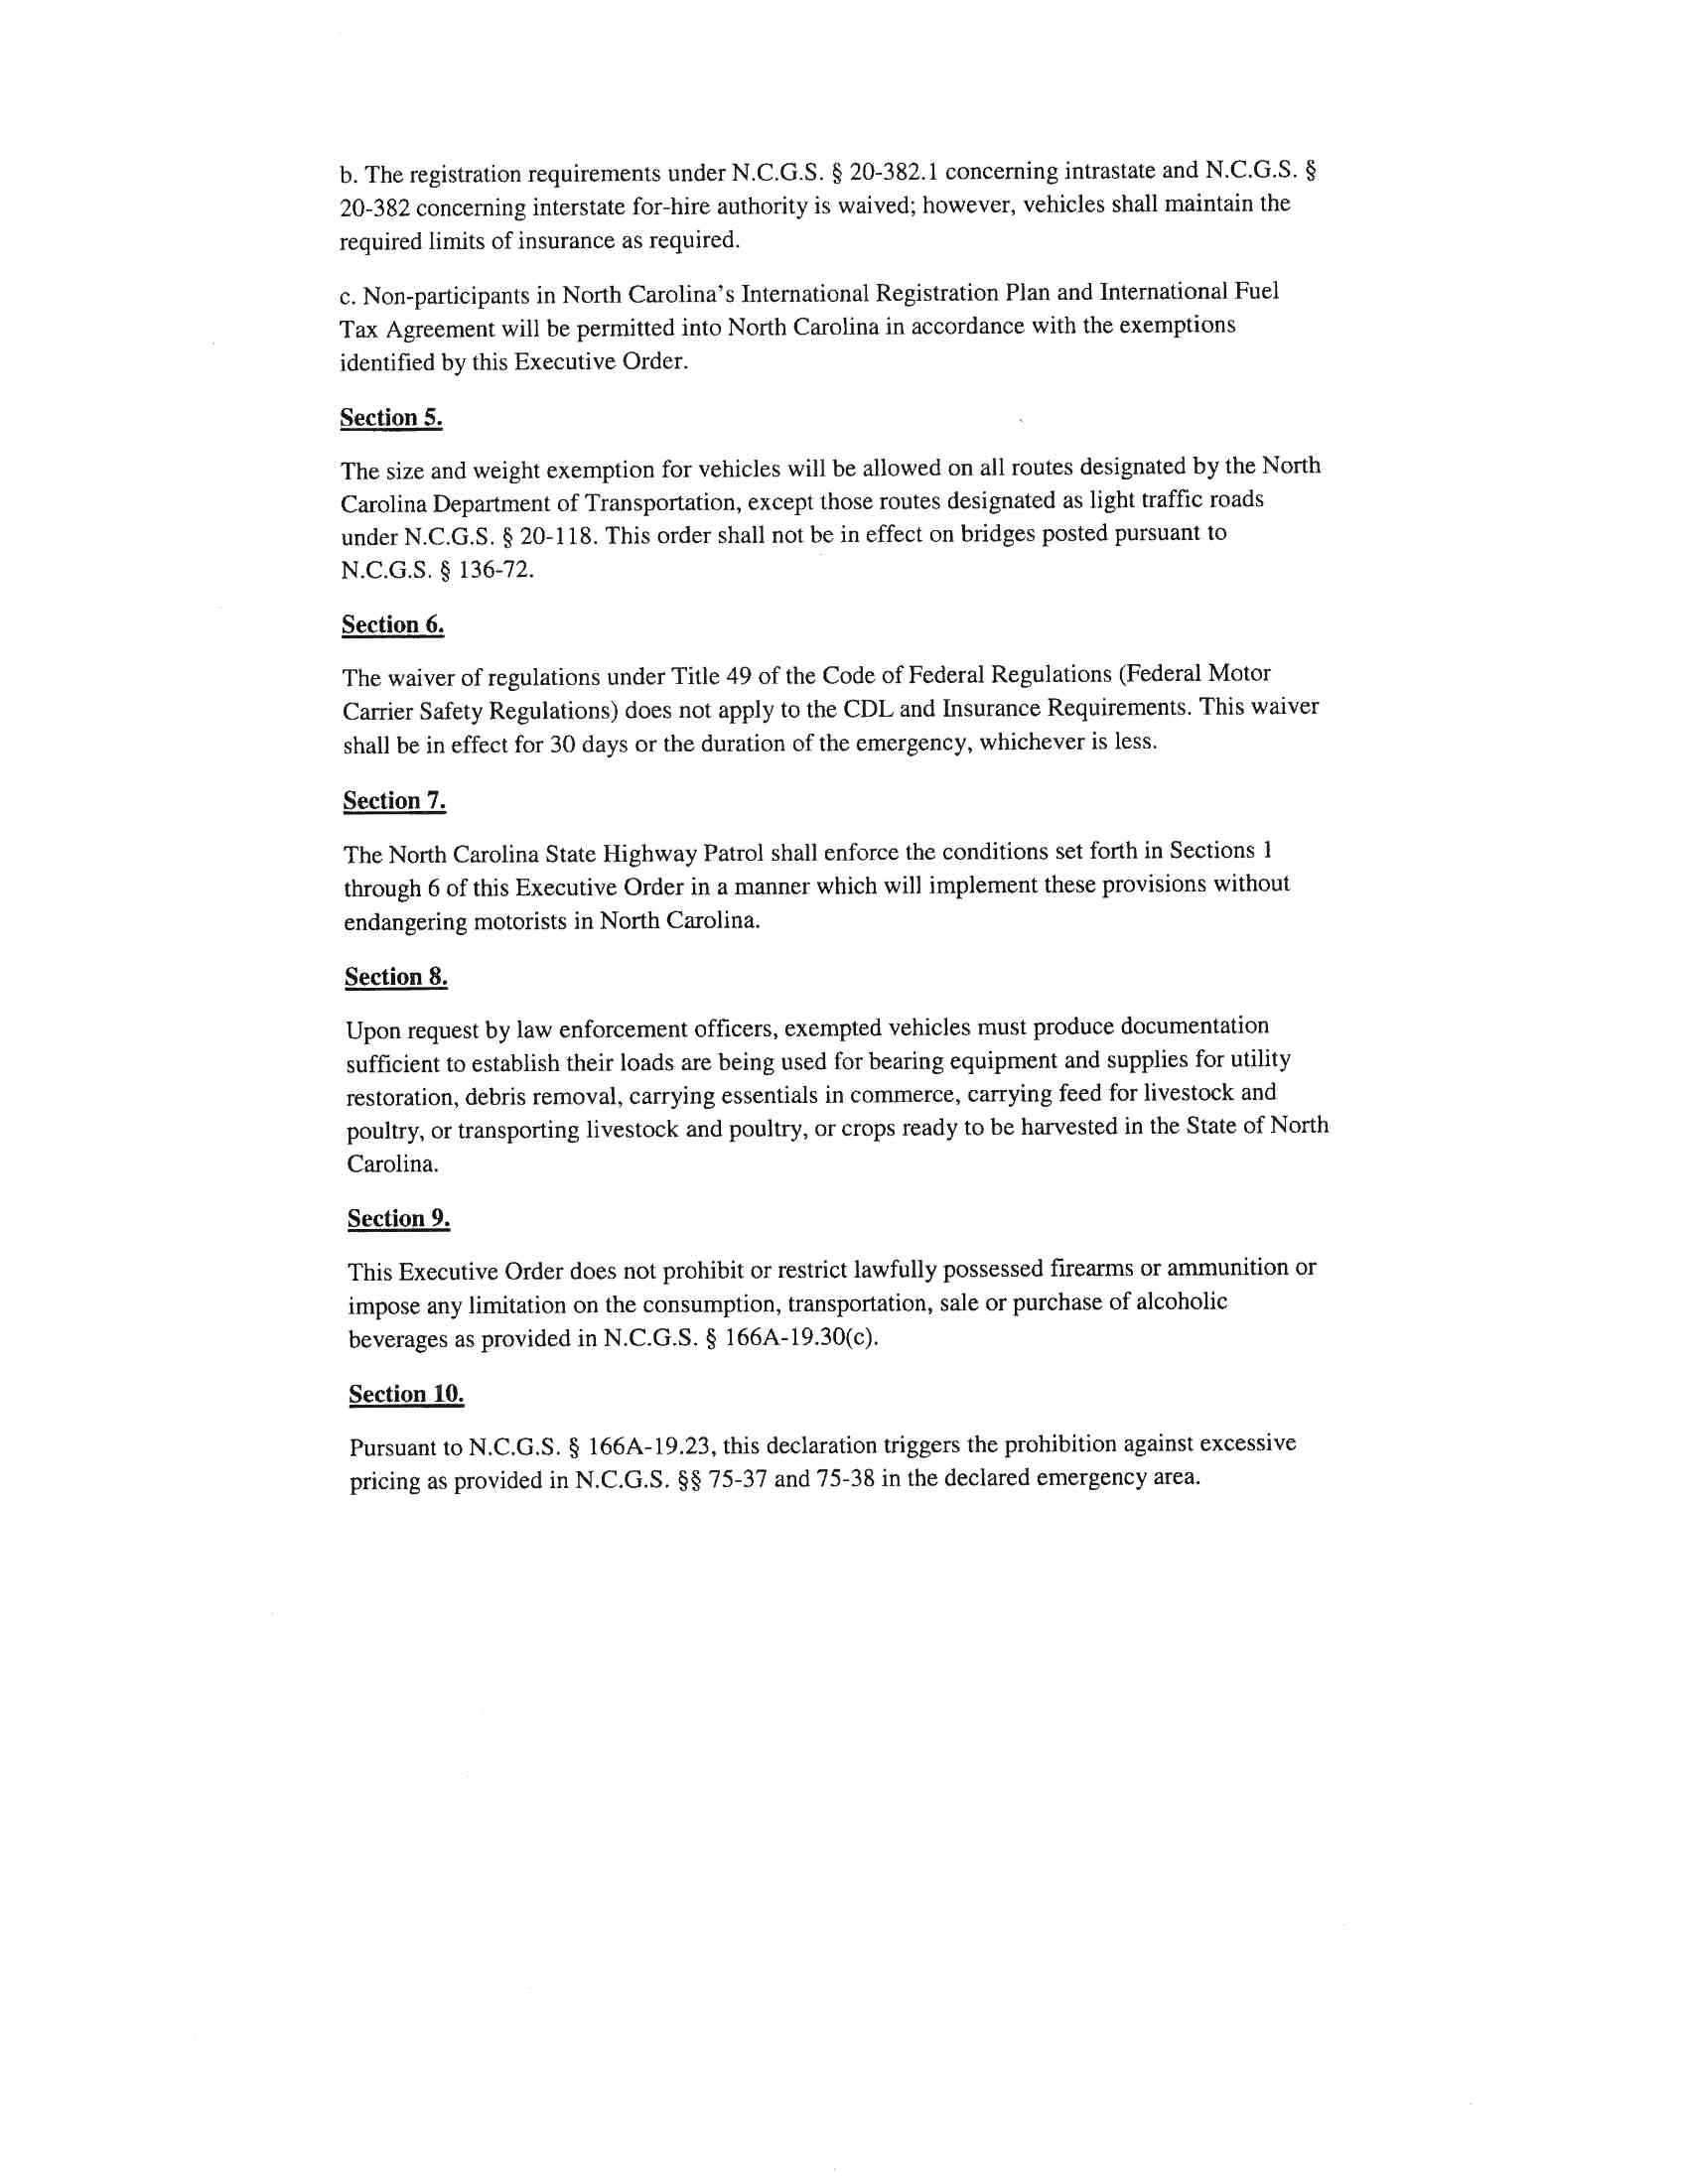 b. The registration requirements under N.C.G.S. § 20-382.1 concerning intrastate and N.C.G.S. §
20-382 concerning interstate for-hire authority is waived; however, vehicles shall maintain the
required limits of insurance as required.
c. Non-participants in North Carolina's International Registration Plan and International Fuel
Tax Agreement will be permitted into North Carolina in accordance with the exemptions
identified by this Executive Order.
Section 5.
The size and weight exemption for vehicles will be allowed on all routes designated by the North
Carolina Department of Transportation, except those routes designated as light traffic roads
under N.C.G.S. § 20-118. This order shall not be in effect on bridges posted pursuant to
N.C.G.S. § 136-72.
Section 6.
The waiver of regulations under Title 49 of the Code of Federal Regulations (Federal Motor
Carrier Safety Regulations) does not apply to the CDL and Insurance Requirements. This waiver
shall be in effect for 30 days or the duration of the emergency, whichever is less.
Section 7.
The North Carolina State Highway Patrol shall enforce the conditions set forth in Sections 1
through 6 of this Executive Order in a manner which will implement these provisions without
endangering motorists in North Carolina.
Section 8.
Upon request by law enforcement officers, exempted vehicles must produce documentation
sufficient to establish their loads are being used for bearing equipment and supplies for utility
restoration, debris removal, carrying essentials in commerce, carrying feed for livestock and
poultry, or transporting livestock and poultry, or crops ready to be harvested in the State of North
Carolina.
Section 9.
This Executive Order does not prohibit or restrict lawfully possessed firearms or ammunition or
impose any limitation on the consumption, transportation, sale or purchase of alcoholic
beverages as provided in N.C.G.S. § 166A-19.30(c).
Section 10.
Pursuant to N.C.G.S. § 166A-19.23, this declaration triggers the prohibition against excessive
pricing as provided in N.C.G.S. §§ 75-37 and 75-38 in the declared emergency area.